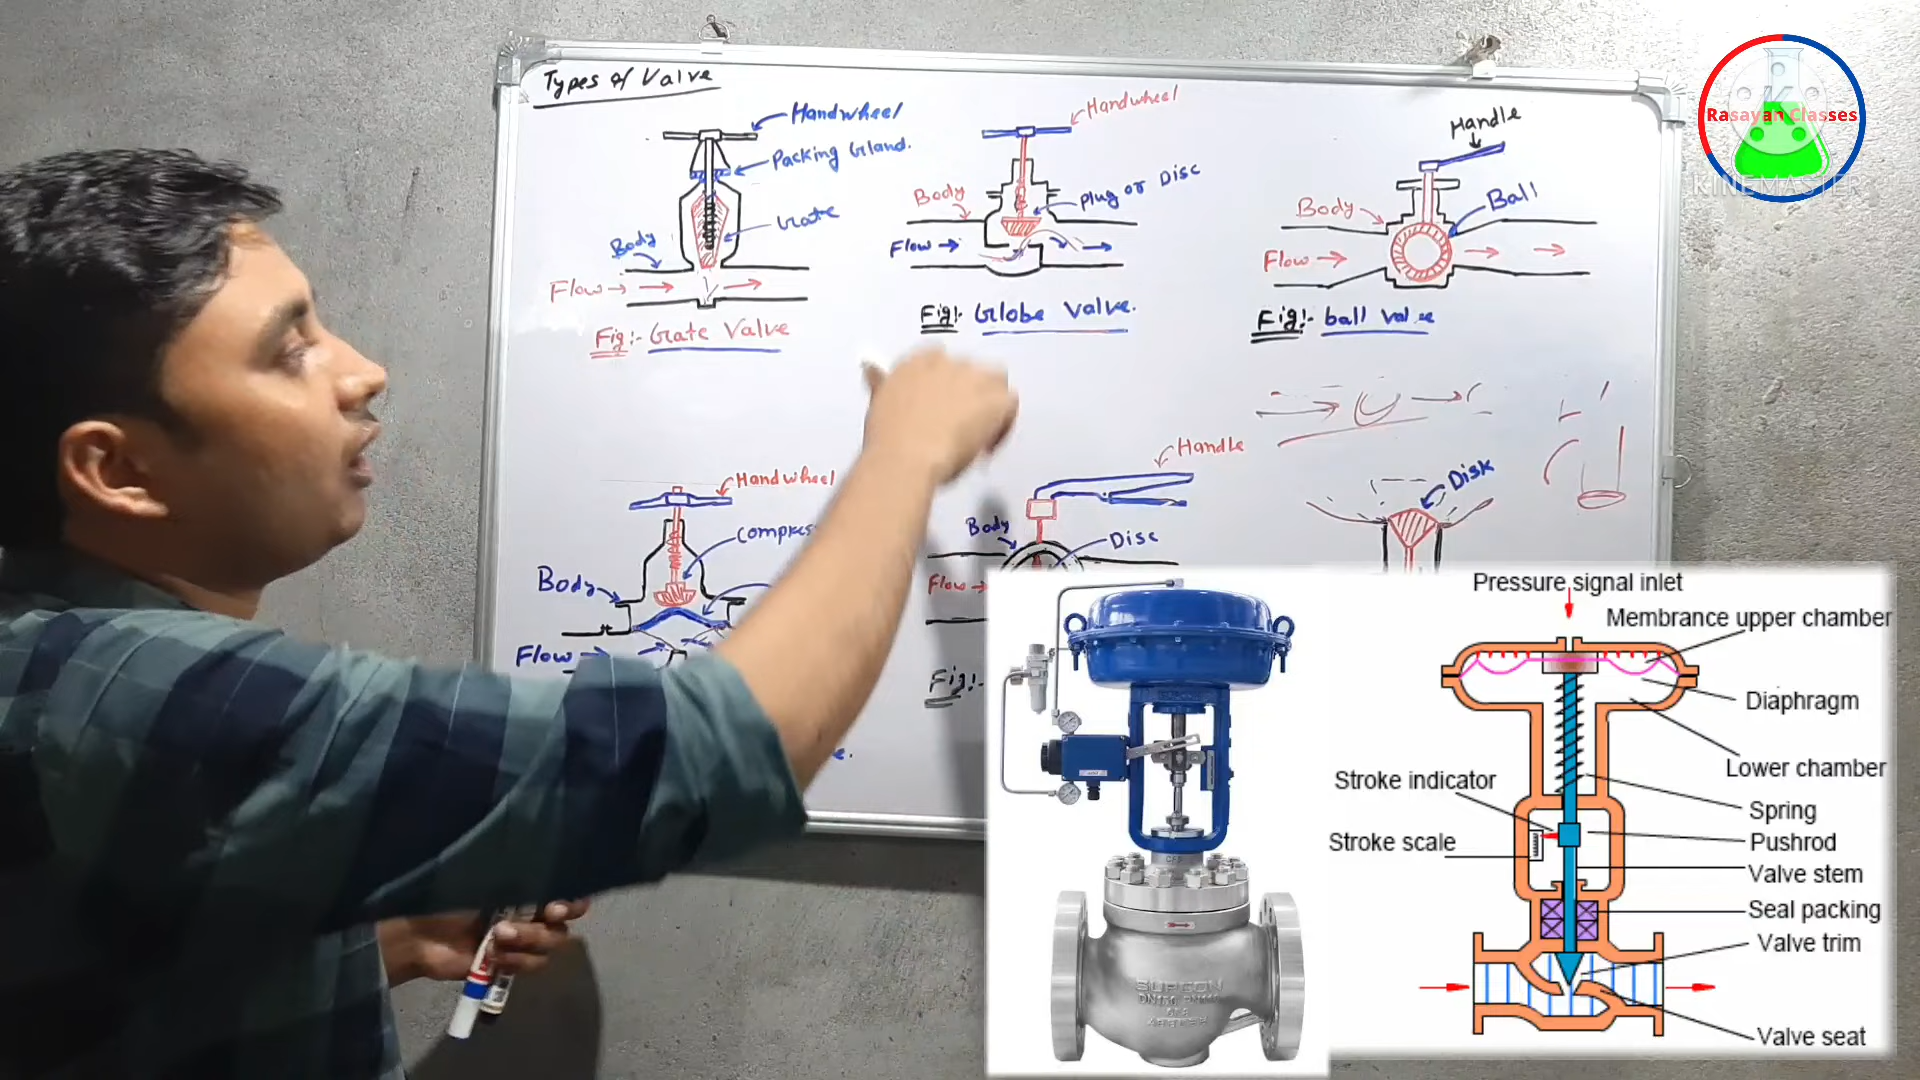 Types of Valve
Handwheel
Packing Gland.
Gate
Body
Flow
Fig:- Gate Valve
Handwheel
Body
Plug or Disc
Flow
Fig:- Globe Valve.
Handle
Body
Ball
Flow
Fig:- ball valve
Rasayan Classes
KINEMASTER
Handwheel
Compres
Body
Flow
Handle
Body
Disc
Flow
Fig:-
Disk
Pressure signal inlet
Membrance upper chamber
Diaphragm
Lower chamber
Stroke indicator
Spring
Stroke scale
Pushrod
Valve stem
Seal packing
Valve trim
Valve seat